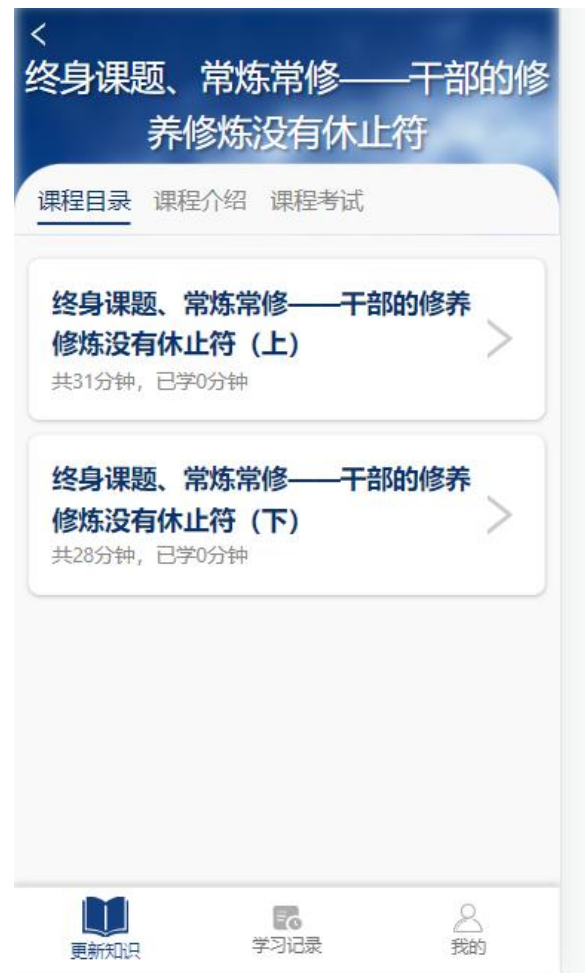 终身课题、常炼常修——干部的修
养修炼没有休止符
课程目录 课程介绍 课程考试
终身课题、常炼常修——干部的修养
修炼没有休止符（上）
共31分钟，已学0分钟
终身课题、常炼常修——干部的修养
修炼没有休止符（下）
共28分钟，已学0分钟
更新知识 学习记录 我的